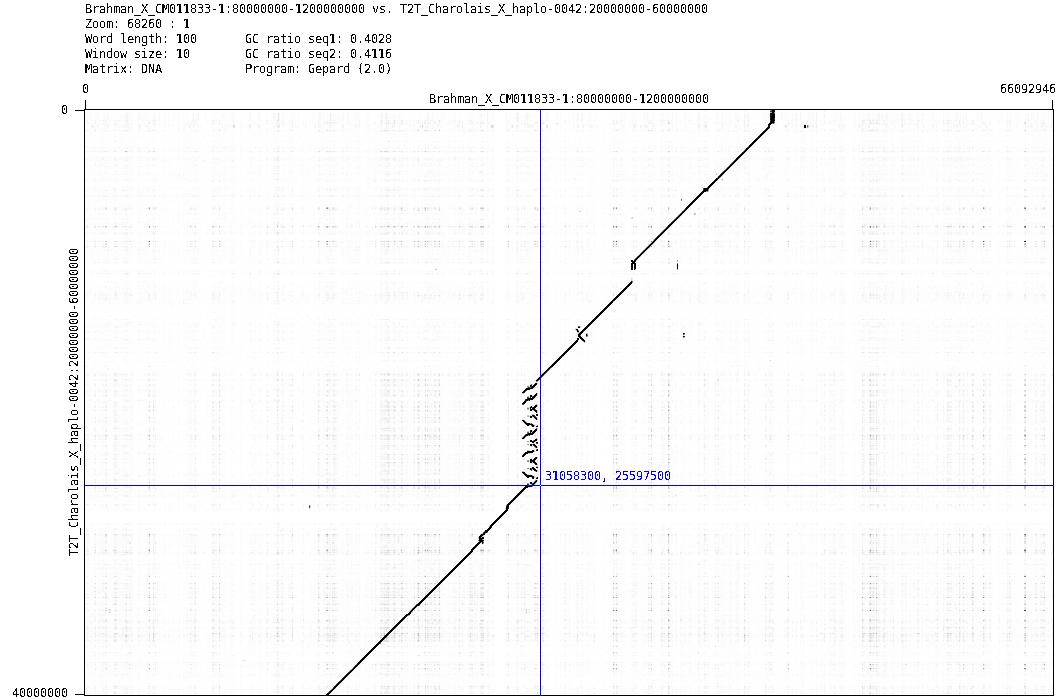 Brahman_X_CM011833-1:80000000-1200000000 vs. T2T_Charolais_X_haplo-0042:20000000-60000000
Zoom: 68260 : 1
Word length: 100 GC ratio seq1: 0.4028
Window size: 10 GC ratio seq2: 0.4116
Matrix: DNA Program: Gepard (2.0)
0 66092946
Brahman_X_CM011833-1:80000000-1200000000
0
T2T_Charolais_X_haplo-0042:20000000-60000000
31058300, 25597500
40000000